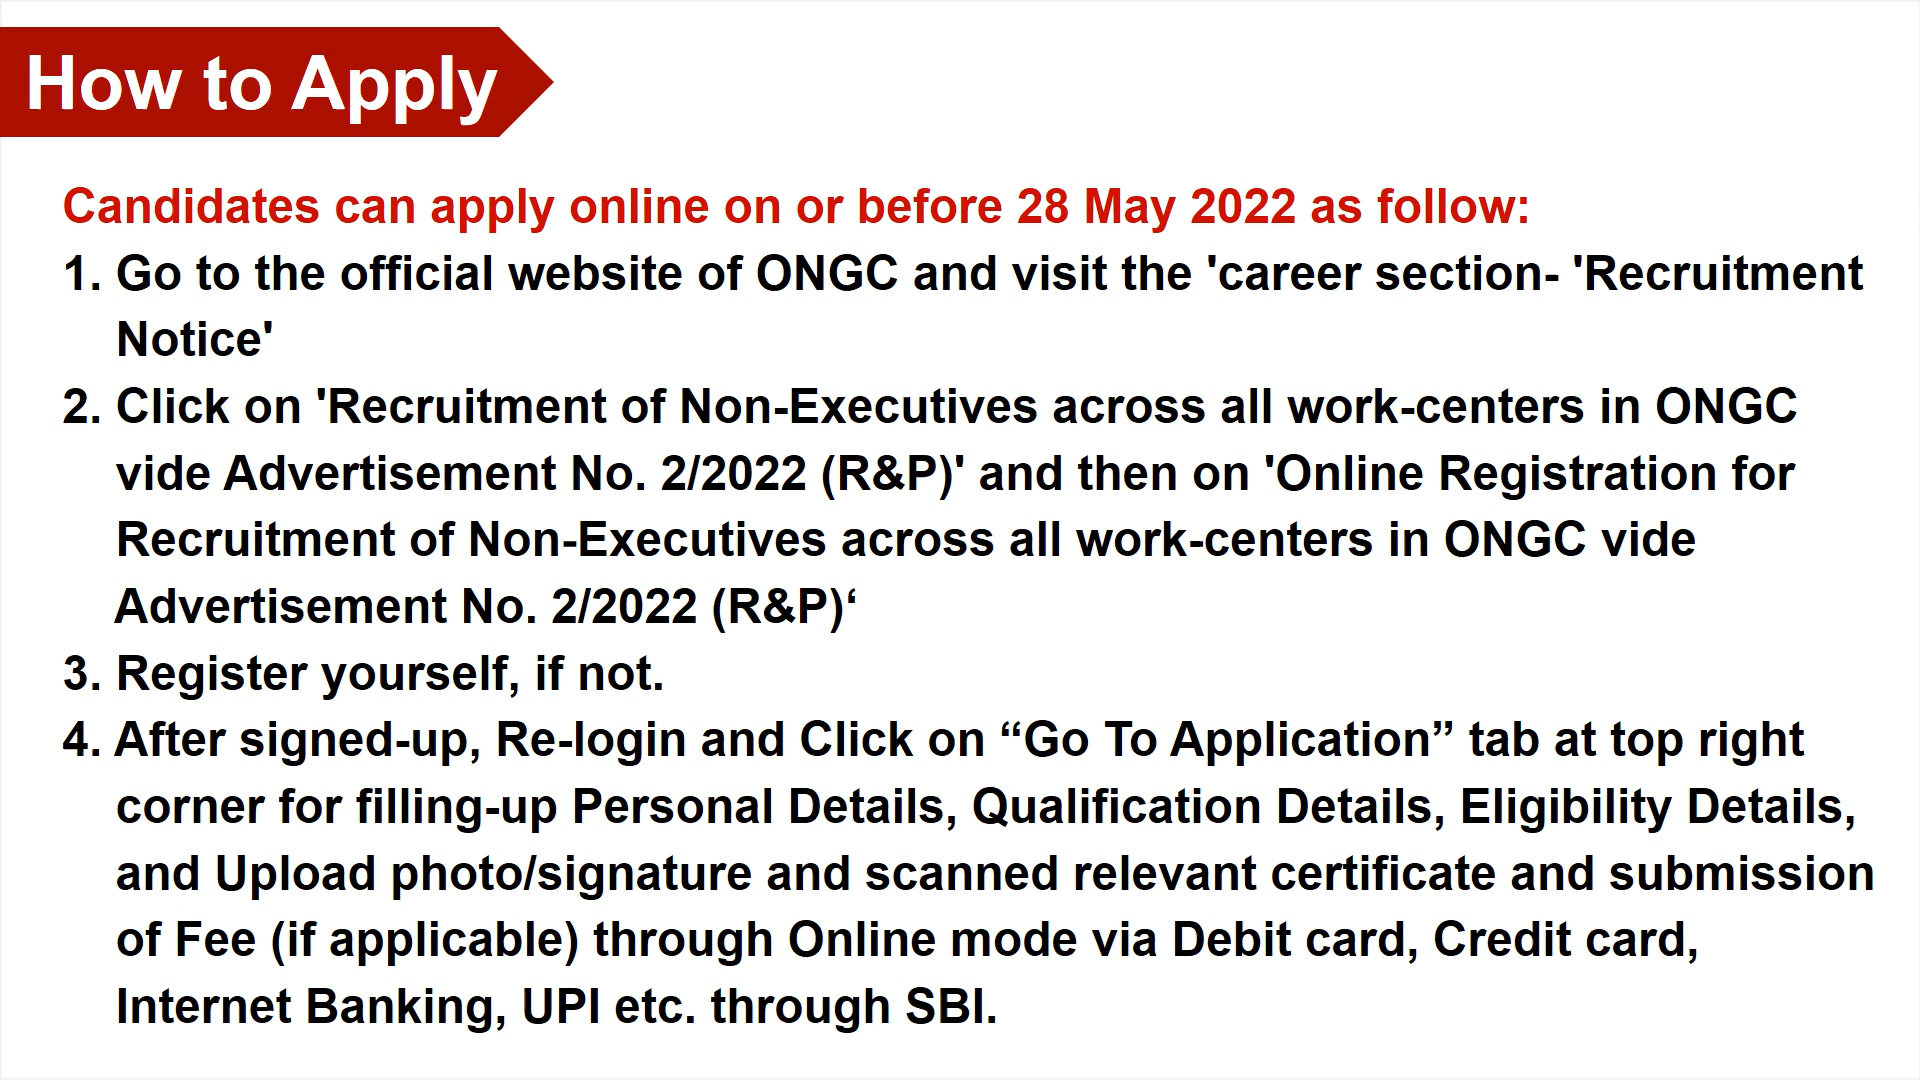 How to Apply
Candidates can apply online on or before 28 May 2022 as follow:
1. Go to the official website of ONGC and visit the 'career section- 'Recruitment
Notice'
2. Click on 'Recruitment of Non-Executives across all work-centers in ONGC
vide Advertisement No. 2/2022 (R&P)' and then on 'Online Registration for
Recruitment of Non-Executives across all work-centers in ONGC vide
Advertisement No. 2/2022 (R&P)‘
3. Register yourself, if not.
4. After signed-up, Re-login and Click on “Go To Application” tab at top right
corner for filling-up Personal Details, Qualification Details, Eligibility Details,
and Upload photo/signature and scanned relevant certificate and submission
of Fee (if applicable) through Online mode via Debit card, Credit card,
Internet Banking, UPI etc. through SBI.